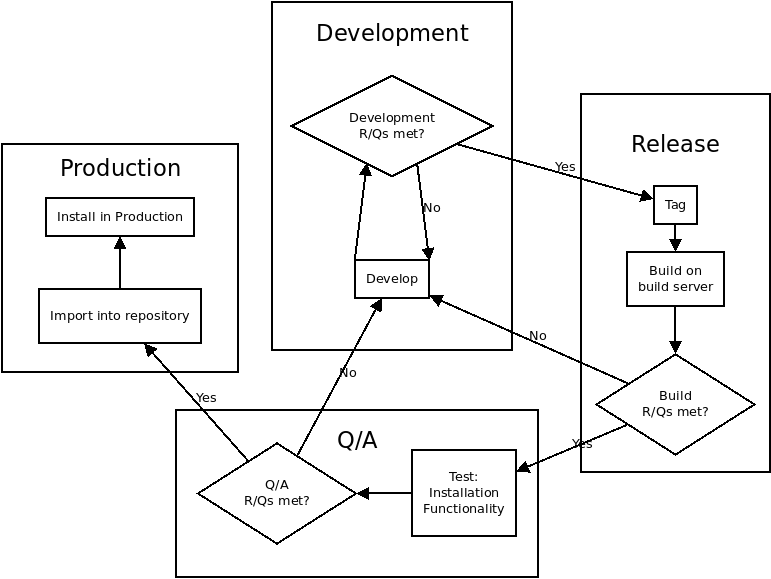 Development
Development
R/Qs met?
Yes
No
Develop
Release
Tag
Build on
build server
Build
R/Qs met?
No
Yes
Production
Install in Production
Import into repository
Yes
No
Q/A
Q/A
R/Qs met?
Test:
Installation
Functionality